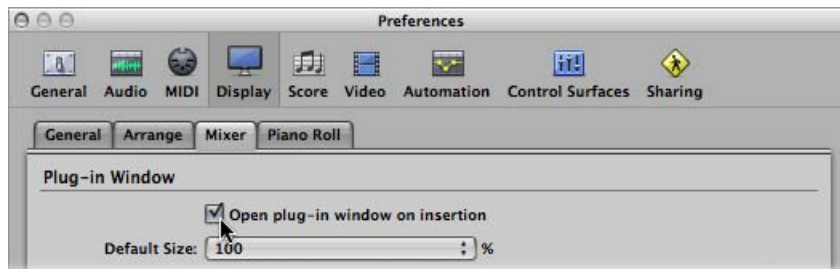 Preferences
General Audio MIDI Display Score Video Automation Control Surfaces Sharing
General Arrange Mixer Piano Roll
Plug-in Window
Open plug-in window on insertion
Default Size: 100 %